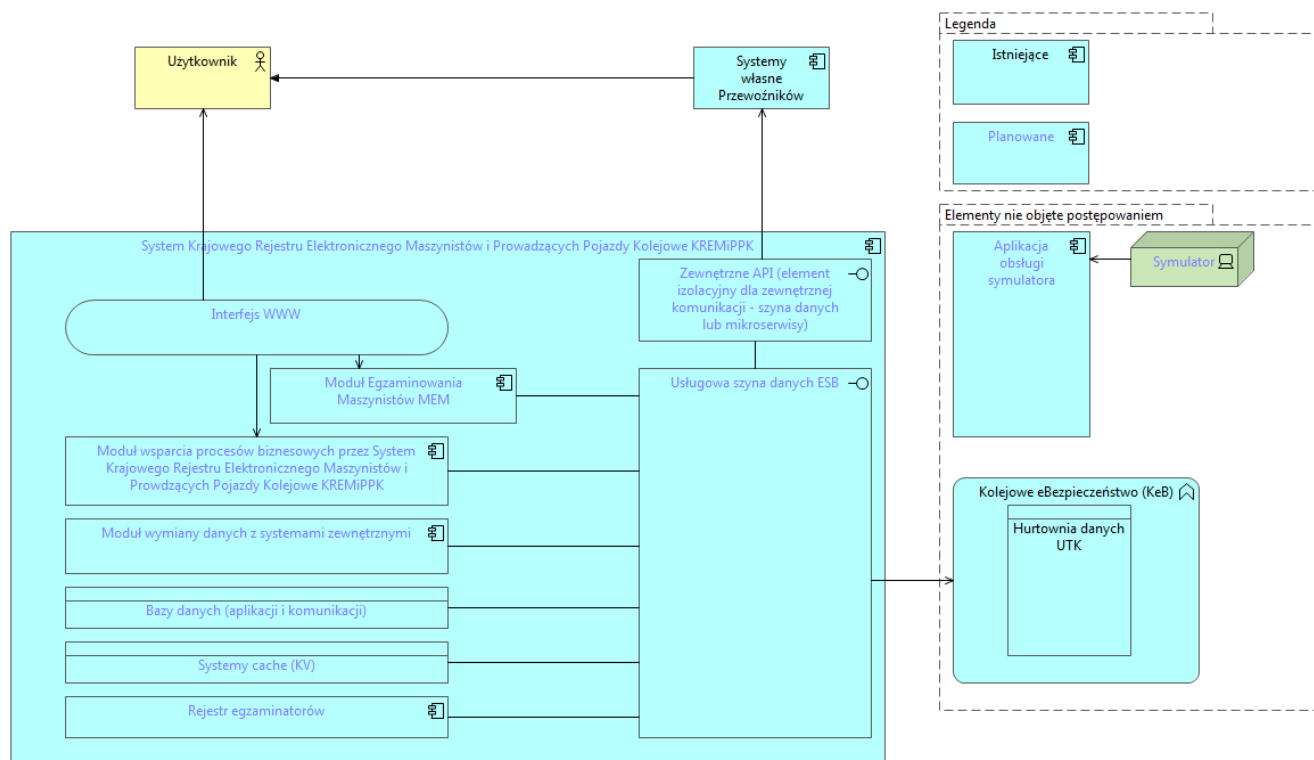 Legenda
Użytkownik
Systemy
własne
Przewoźników
Istniejące
Planowane
Elementy nie objęte postępowaniem
System Krajowego Rejestru Elektronicznego Maszynistów i Prowadzących Pojazdy Kolejowe KREMiPPK
Aplikacja
obsługi
symulatora
Symulator
Zewnętrzne API (element
izolacyjny dla zewnętrznej
komunikacji - szyna danych
lub mikroserwisy)
Interfejs WWW
Moduł Egzaminowania
Maszynistów MEM
Usługowa szyna danych ESB
Moduł wsparcia procesów biznesowych przez System
Krajowego Rejestru Elektronicznego Maszynistów i
Prowdzących Pojazdy Kolejowe KREMiPPK
Kolejowe eBezpieczeństwo (KeB)
Hurtownia danych
UTK
Moduł wymiany danych z systemami zewnętrznymi
Bazy danych (aplikacji i komunikacji)
Systemy cache (KV)
Rejestr egzaminatorów